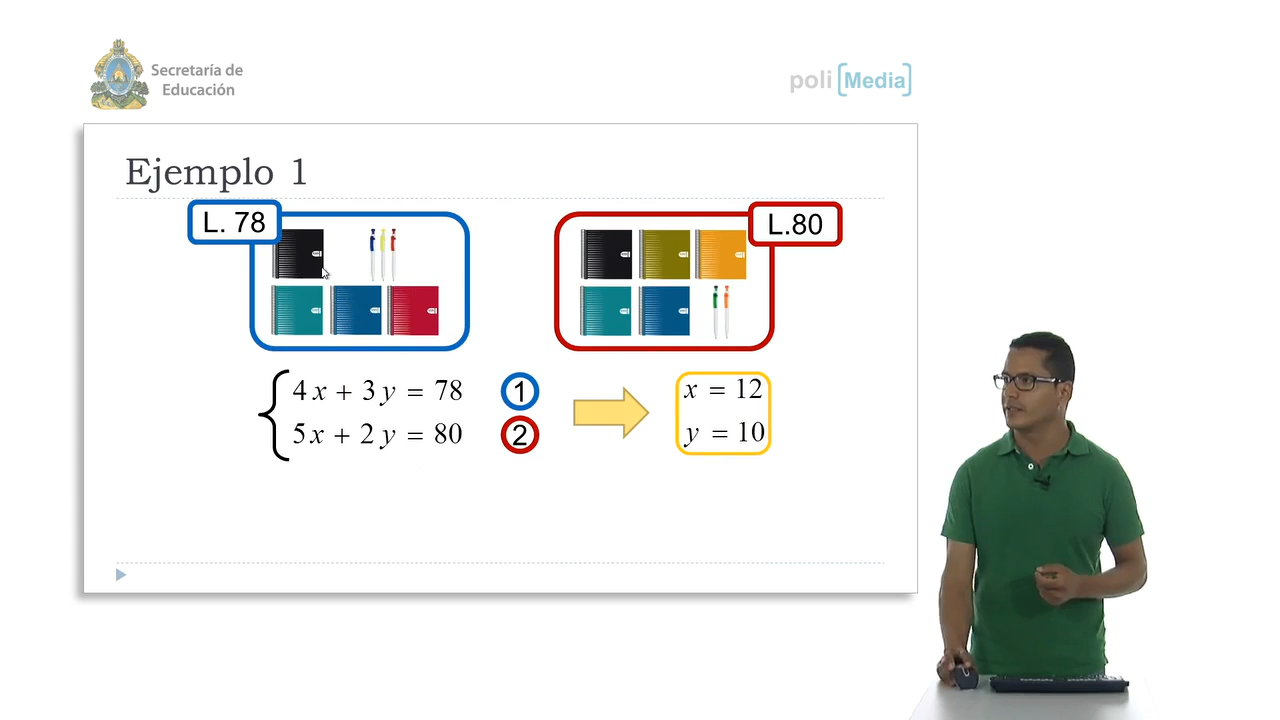 Secretaría de
Educación
poli [Media]
Ejemplo 1
L. 78
L.80
4x + 3y = 78
1
x = 12
5x + 2y = 80
2
y = 10